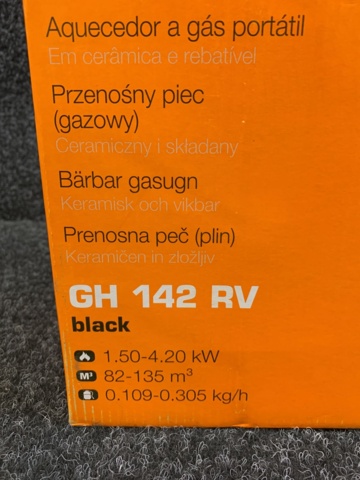 Aquecedor a gás portátil
Em cerâmica e rebatível
Przenośny piec
(gazowy)
Ceramiczny i składany
Bärbar gasugn
Keramisk och vikbar
Prenosna peč (plin)
Keramičen in zložljiv
GH 142 RV
black
1.50-4.20 kW
M³ 82-135 m³
0.109-0.305 kg/h